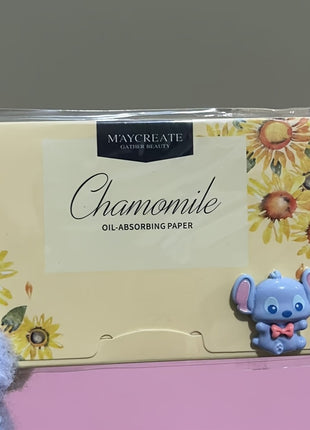 M'AYCREATE
GATHER BEAUTY
Chamomile
OIL-ABSORBING PAPER